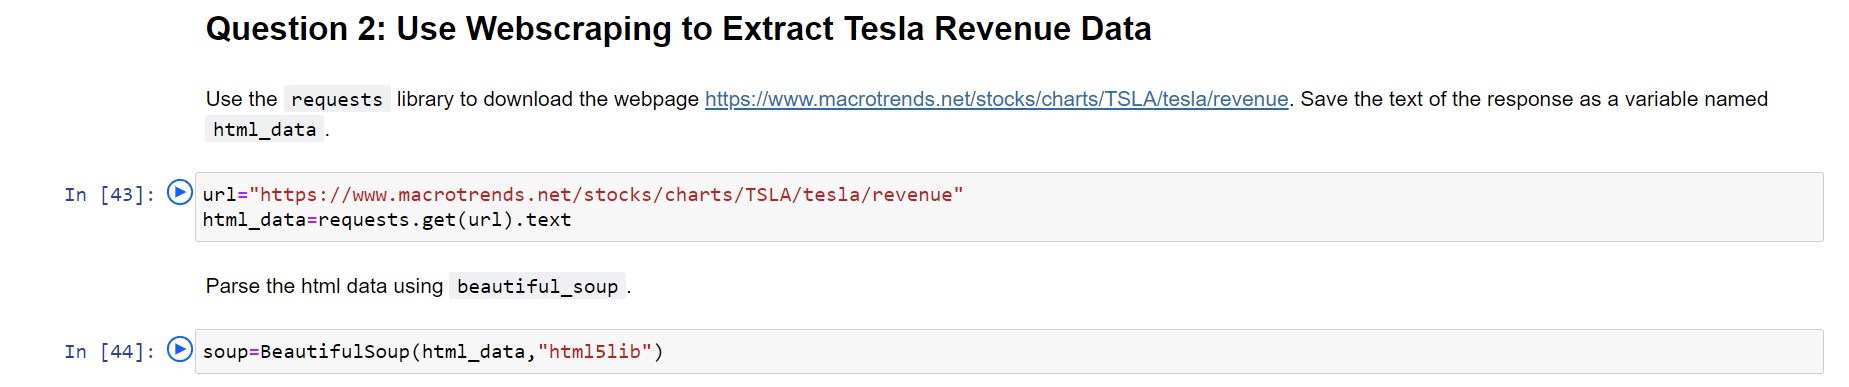 Question 2: Use Webscraping to Extract Tesla Revenue Data
Use the requests library to download the webpage https://www.macrotrends.net/stocks/charts/TSLA/tesla/revenue. Save the text of the response as a variable named
html_data .
In [43]: url="https://www.macrotrends.net/stocks/charts/TSLA/tesla/revenue"
html_data=requests.get(url).text
Parse the html data using beautiful_soup .
In [44]: soup=BeautifulSoup(html_data,"html5lib")